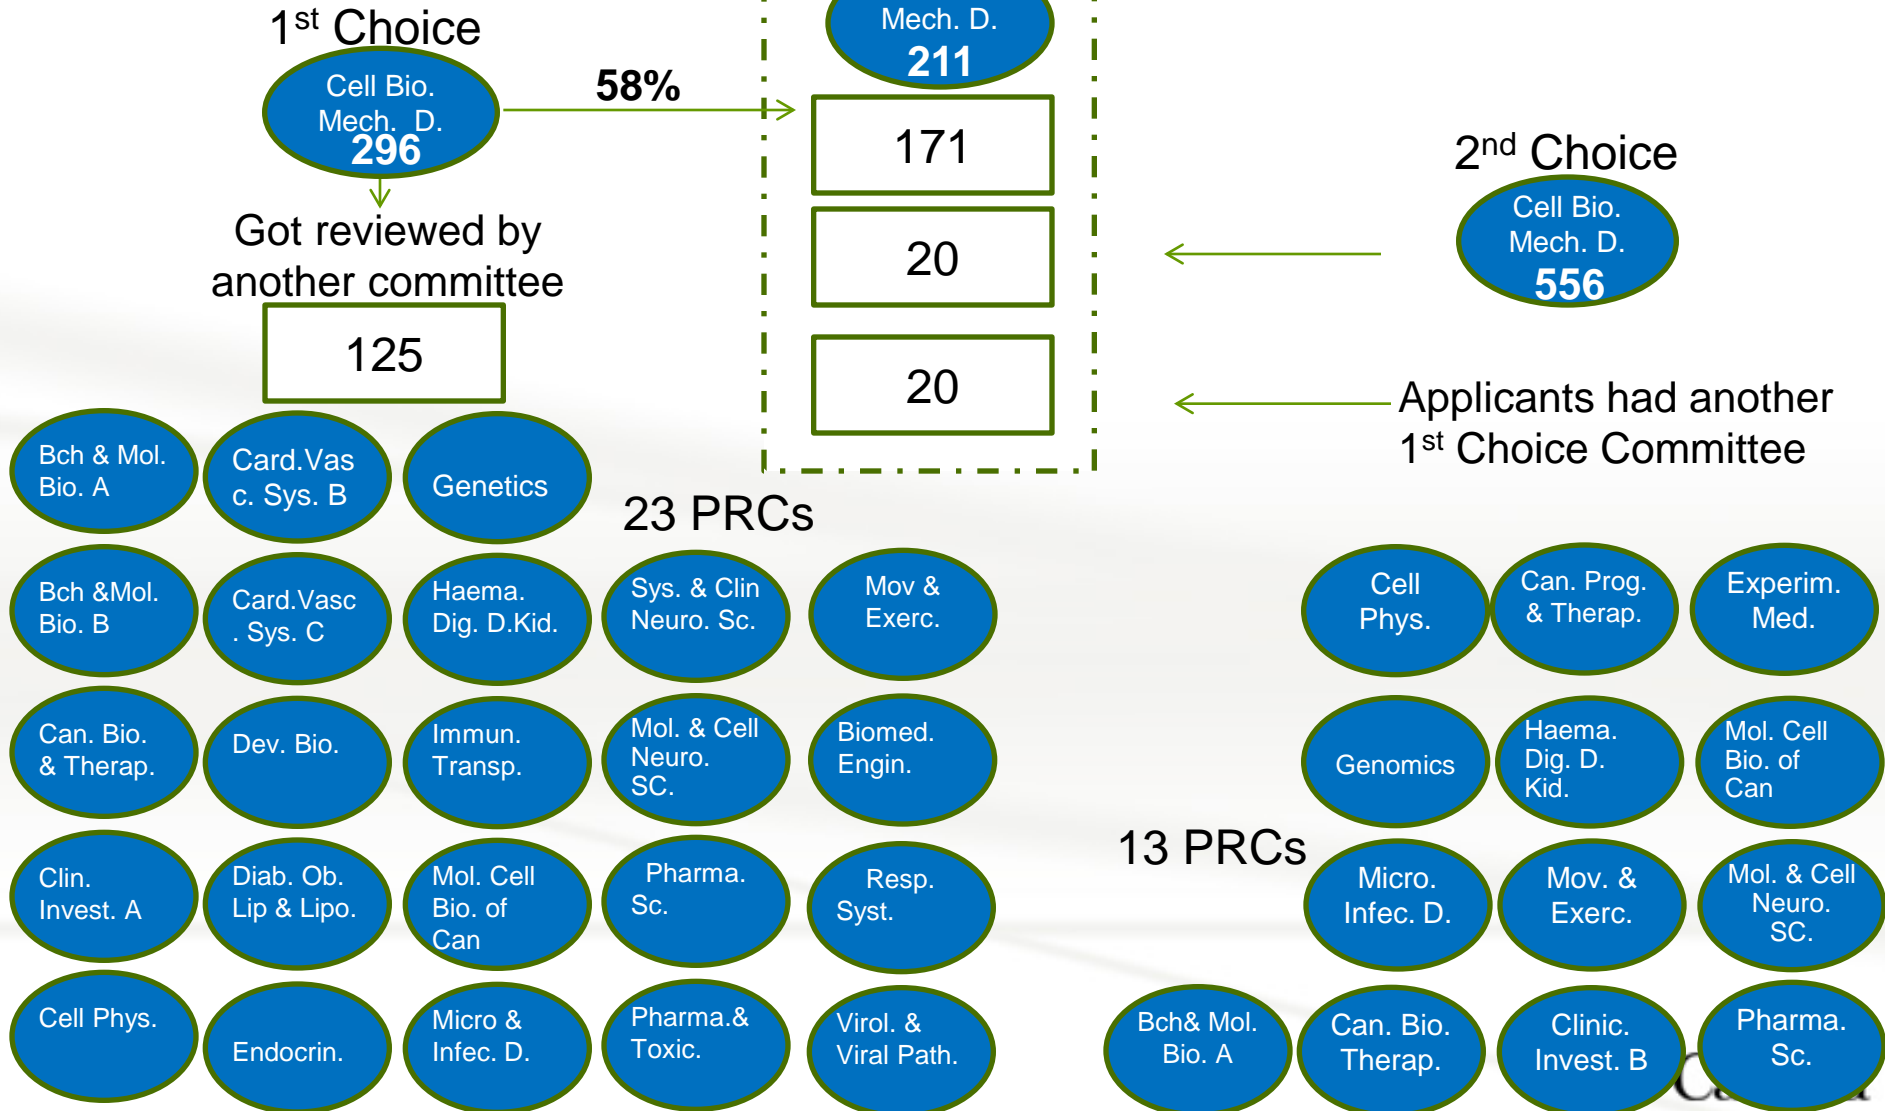 1st Choice
Cell Bio.
Mech. D.
296
58%
Mech. D.
211
171
20
20
2nd Choice
Cell Bio.
Mech. D.
556
Got reviewed by
another committee
125
Applicants had another
1st Choice Committee
23 PRCs
Bch & Mol.
Bio. A
Card.Vas
c. Sys. B
Genetics
Bch &Mol.
Bio. B
Card.Vasc
. Sys. C
Haema.
Dig. D.Kid.
Sys. & Clin
Neuro. Sc.
Mov &
Exerc.
Can. Bio.
& Therap.
Dev. Bio.
Immun.
Transp.
Mol. & Cell
Neuro.
SC.
Biomed.
Engin.
Clin.
Invest. A
Diab. Ob.
Lip & Lipo.
Mol. Cell
Bio. of
Can
Pharma.
Sc.
Resp.
Syst.
Cell Phys.
Endocrin.
Micro &
Infec. D.
Pharma.&
Toxic.
Virol. &
Viral Path.
13 PRCs
Cell
Phys.
Can. Prog.
& Therap.
Experim.
Med.
Genomics
Haema.
Dig. D.
Kid.
Mol. Cell
Bio. of
Can
Micro.
Infec. D.
Mov. &
Exerc.
Mol. & Cell
Neuro.
SC.
Bch& Mol.
Bio. A
Can. Bio.
Therap.
Clinic.
Invest. B
Pharma.
Sc.